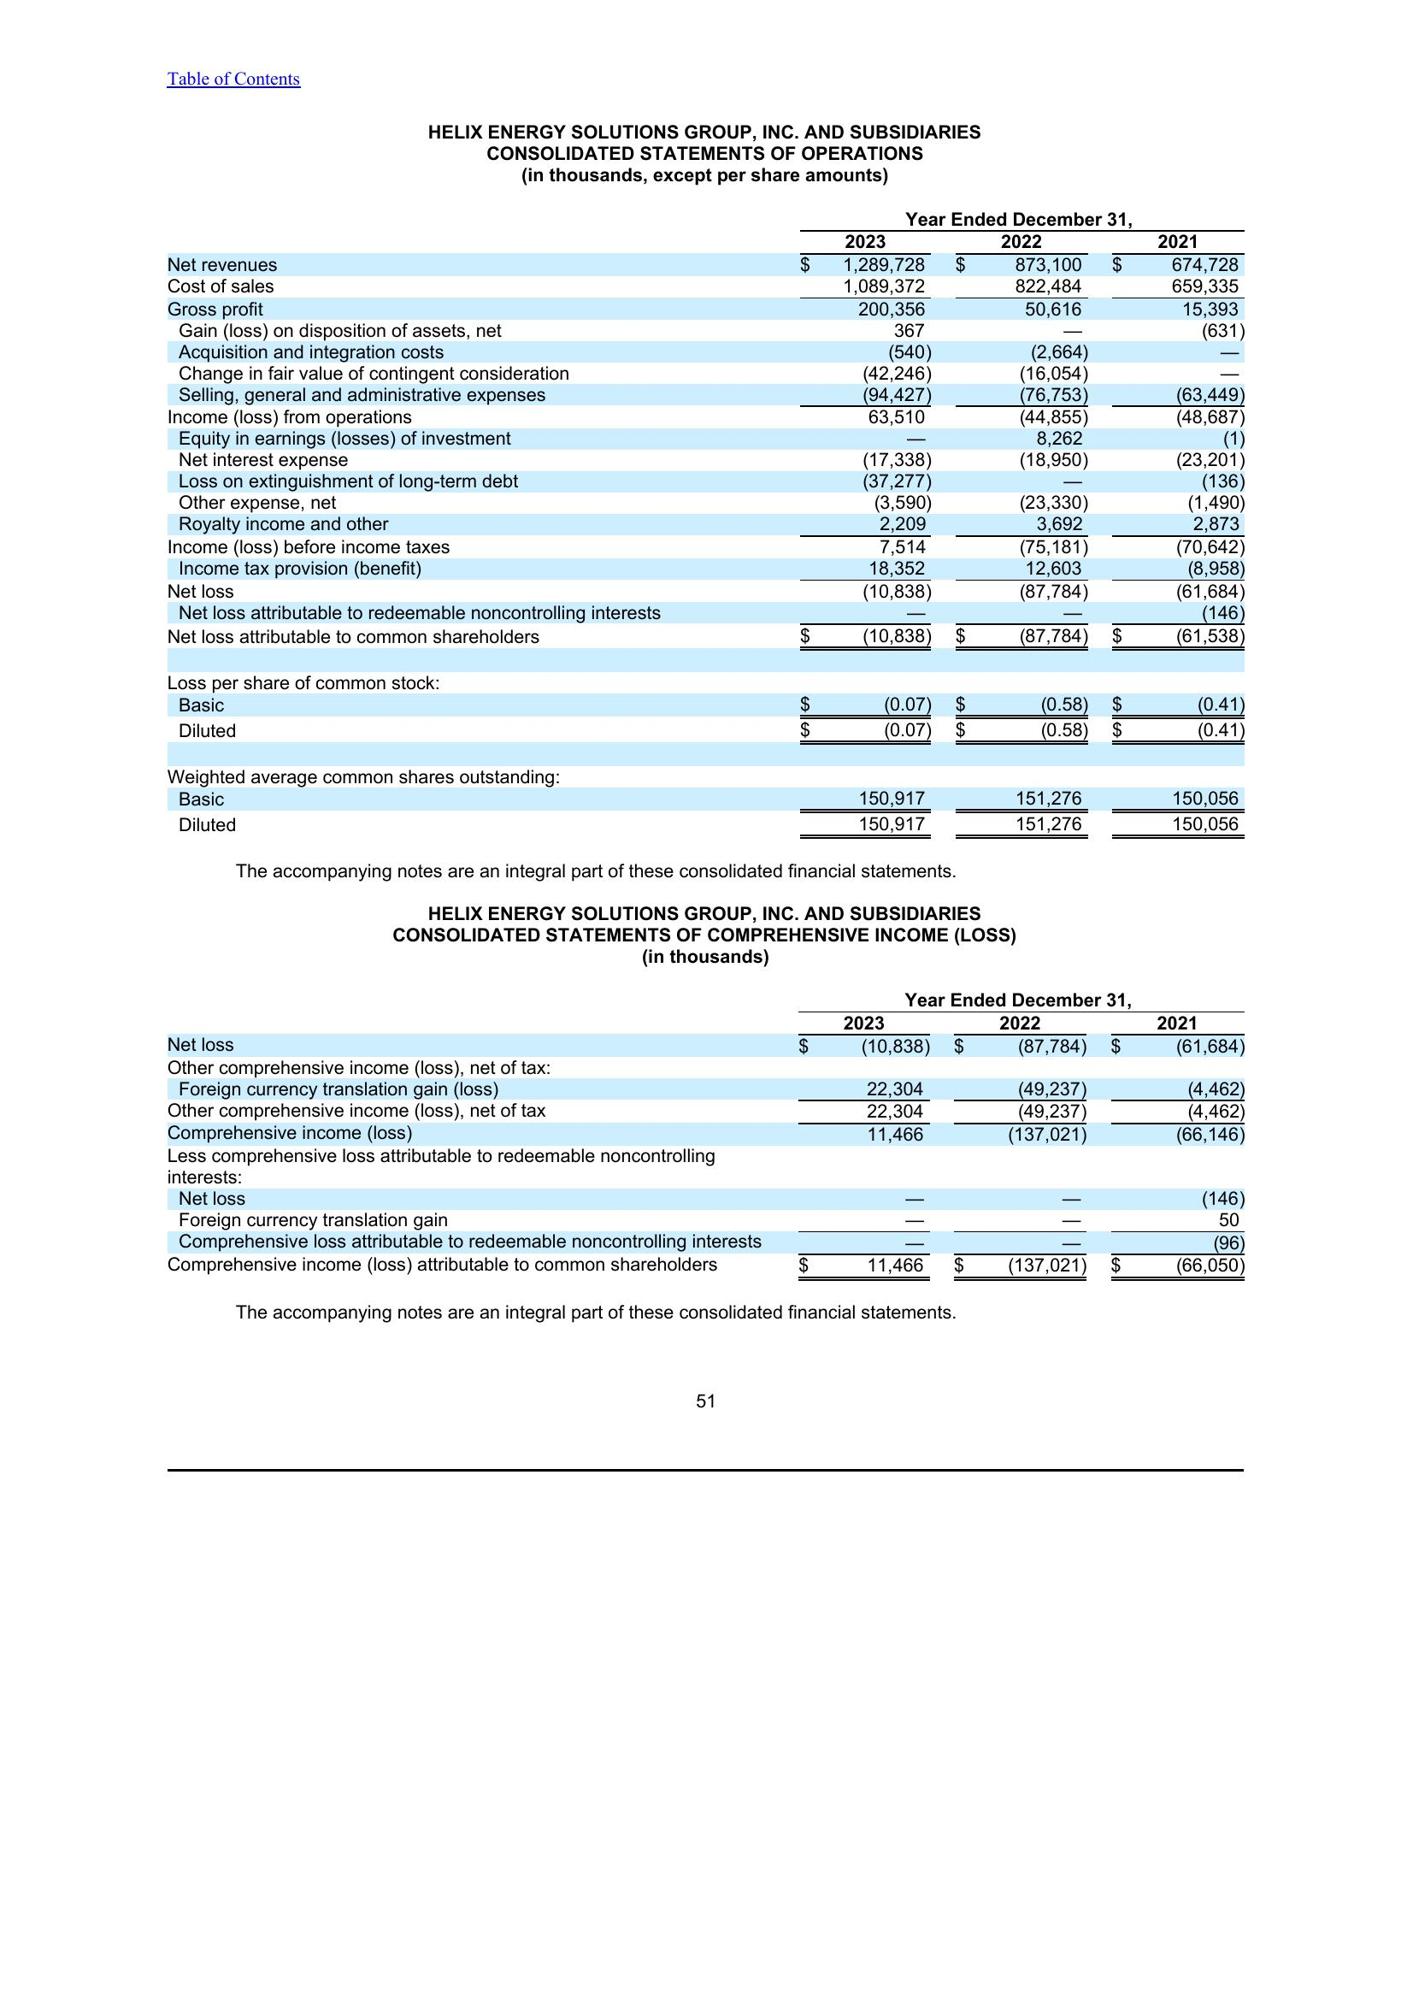 Table of Contents
HELIX ENERGY SOLUTIONS GROUP, INC. AND SUBSIDIARIES
CONSOLIDATED STATEMENTS OF OPERATIONS
(in thousands, except per share amounts)
Year Ended December 31,
2023 2022 2021
Net revenues $ 1,289,728 $ 873,100 $ 674,728
Cost of sales 1,089,372 822,484 659,335
Gross profit 200,356 50,616 15,393
Gain (loss) on disposition of assets, net 367 — (631)
Acquisition and integration costs (540) (2,664) —
Change in fair value of contingent consideration (42,246) (16,054) —
Selling, general and administrative expenses (94,427) (76,753) (63,449)
Income (loss) from operations 63,510 (44,855) (48,687)
Equity in earnings (losses) of investment — 8,262 (1)
Net interest expense (17,338) (18,950) (23,201)
Loss on extinguishment of long-term debt (37,277) — (136)
Other expense, net (3,590) (23,330) (1,490)
Royalty income and other 2,209 3,692 2,873
Income (loss) before income taxes 7,514 (75,181) (70,642)
Income tax provision (benefit) 18,352 12,603 (8,958)
Net loss (10,838) (87,784) (61,684)
Net loss attributable to redeemable noncontrolling interests — — (146)
Net loss attributable to common shareholders $ (10,838) $ (87,784) $ (61,538)
Loss per share of common stock:
Basic $ (0.07) $ (0.58) $ (0.41)
Diluted $ (0.07) $ (0.58) $ (0.41)
Weighted average common shares outstanding:
Basic 150,917 151,276 150,056
Diluted 150,917 151,276 150,056
The accompanying notes are an integral part of these consolidated financial statements.
HELIX ENERGY SOLUTIONS GROUP, INC. AND SUBSIDIARIES
CONSOLIDATED STATEMENTS OF COMPREHENSIVE INCOME (LOSS)
(in thousands)
Year Ended December 31,
2023 2022 2021
Net loss $ (10,838) $ (87,784) $ (61,684)
Other comprehensive income (loss), net of tax:
Foreign currency translation gain (loss) 22,304 (49,237) (4,462)
Other comprehensive income (loss), net of tax 22,304 (49,237) (4,462)
Comprehensive income (loss) 11,466 (137,021) (66,146)
Less comprehensive loss attributable to redeemable noncontrolling
interests:
Net loss — — (146)
Foreign currency translation gain — — 50
Comprehensive loss attributable to redeemable noncontrolling interests — — (96)
Comprehensive income (loss) attributable to common shareholders $ 11,466 $ (137,021) $ (66,050)
The accompanying notes are an integral part of these consolidated financial statements.
51